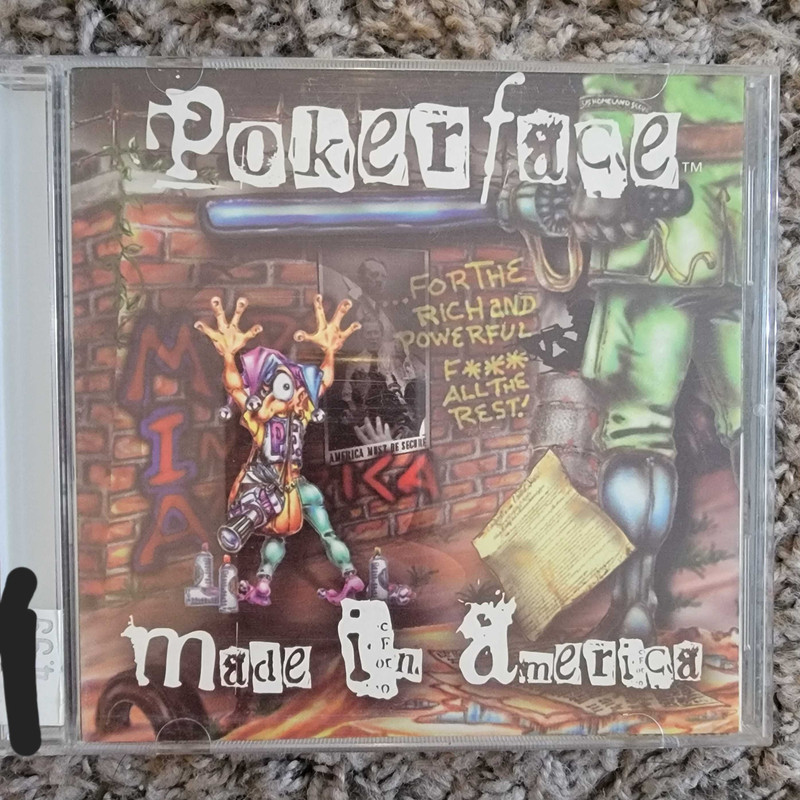 Pokerface™
...FOR THE
RICH AND
POWERFUL
F***
ALL THE
REST!
MIA
AMERICA MUST BE SECURE
Made in America